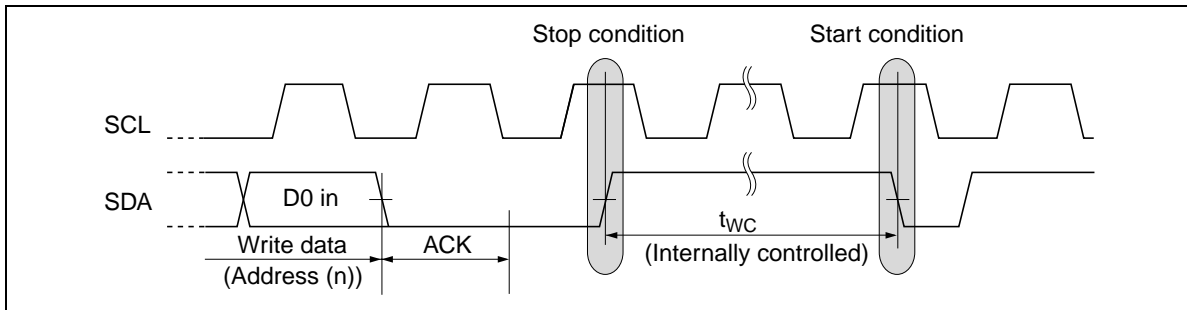 Stop condition
Start condition
SCL
SDA
D0 in
Write data
(Address (n))
ACK
tWC
(Internally controlled)